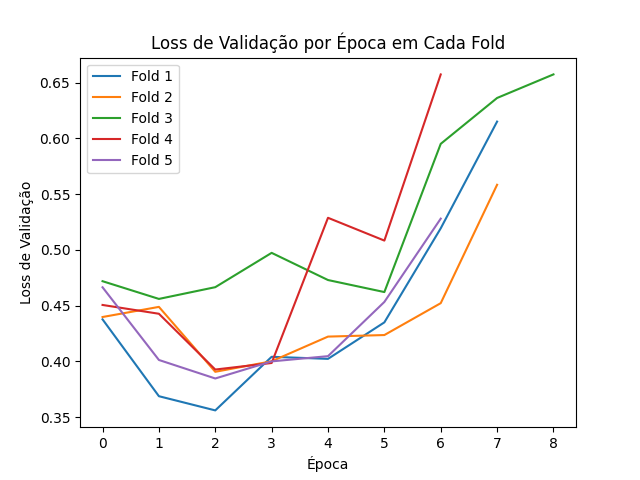 Loss de Validação por Época em Cada Fold
Fold 1
Fold 2
Fold 3
Fold 4
Fold 5
Loss de Validação
0.65
0.60
0.55
0.50
0.45
0.40
0.35
0 1 2 3 4 5 6 7 8
Época